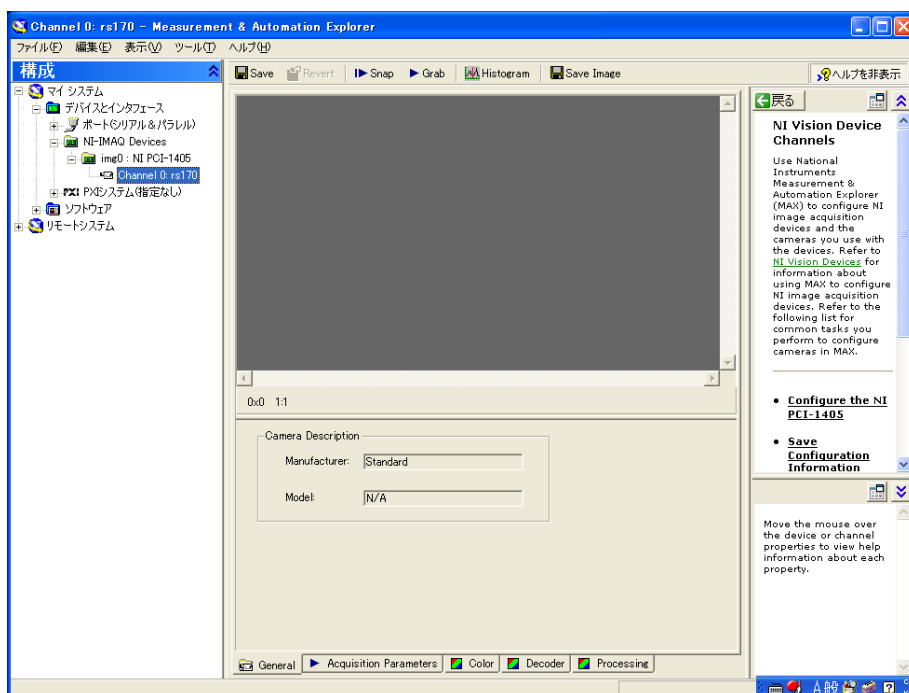 Channel 0: rs170 - Measurement & Automation Explorer
ファイル(F) 編集(E) 表示(V) ツール(T) ヘルプ(H)
構成
マイ システム
デバイスとインタフェース
ポート(シリアル&パラレル)
NI-IMAQ Devices
img0 : NI PCI-1405
Channel 0: rs170
PXI PXIシステム(指定なし)
ソフトウェア
リモートシステム
Save Revert Snap Grab Histogram Save Image
ヘルプを非表示
0x0 1:1
Camera Description
Manufacturer: Standard
Model: N/A
General Acquisition Parameters Color Decoder Processing
戻る
NI Vision Device
Channels
Use National
Instruments
Measurement &
Automation Explorer
(MAX) to configure NI
image acquisition
devices and the
cameras you use with
the devices. Refer to
NI Vision Devices for
information about
using MAX to configure
NI image acquisition
devices. Refer to the
following list for
common tasks you
perform to configure
cameras in MAX.
• Configure the NI
PCI-1405
• Save
Configuration
Information
Move the mouse over
the device or channel
properties to view help
information about each
property.
A 般